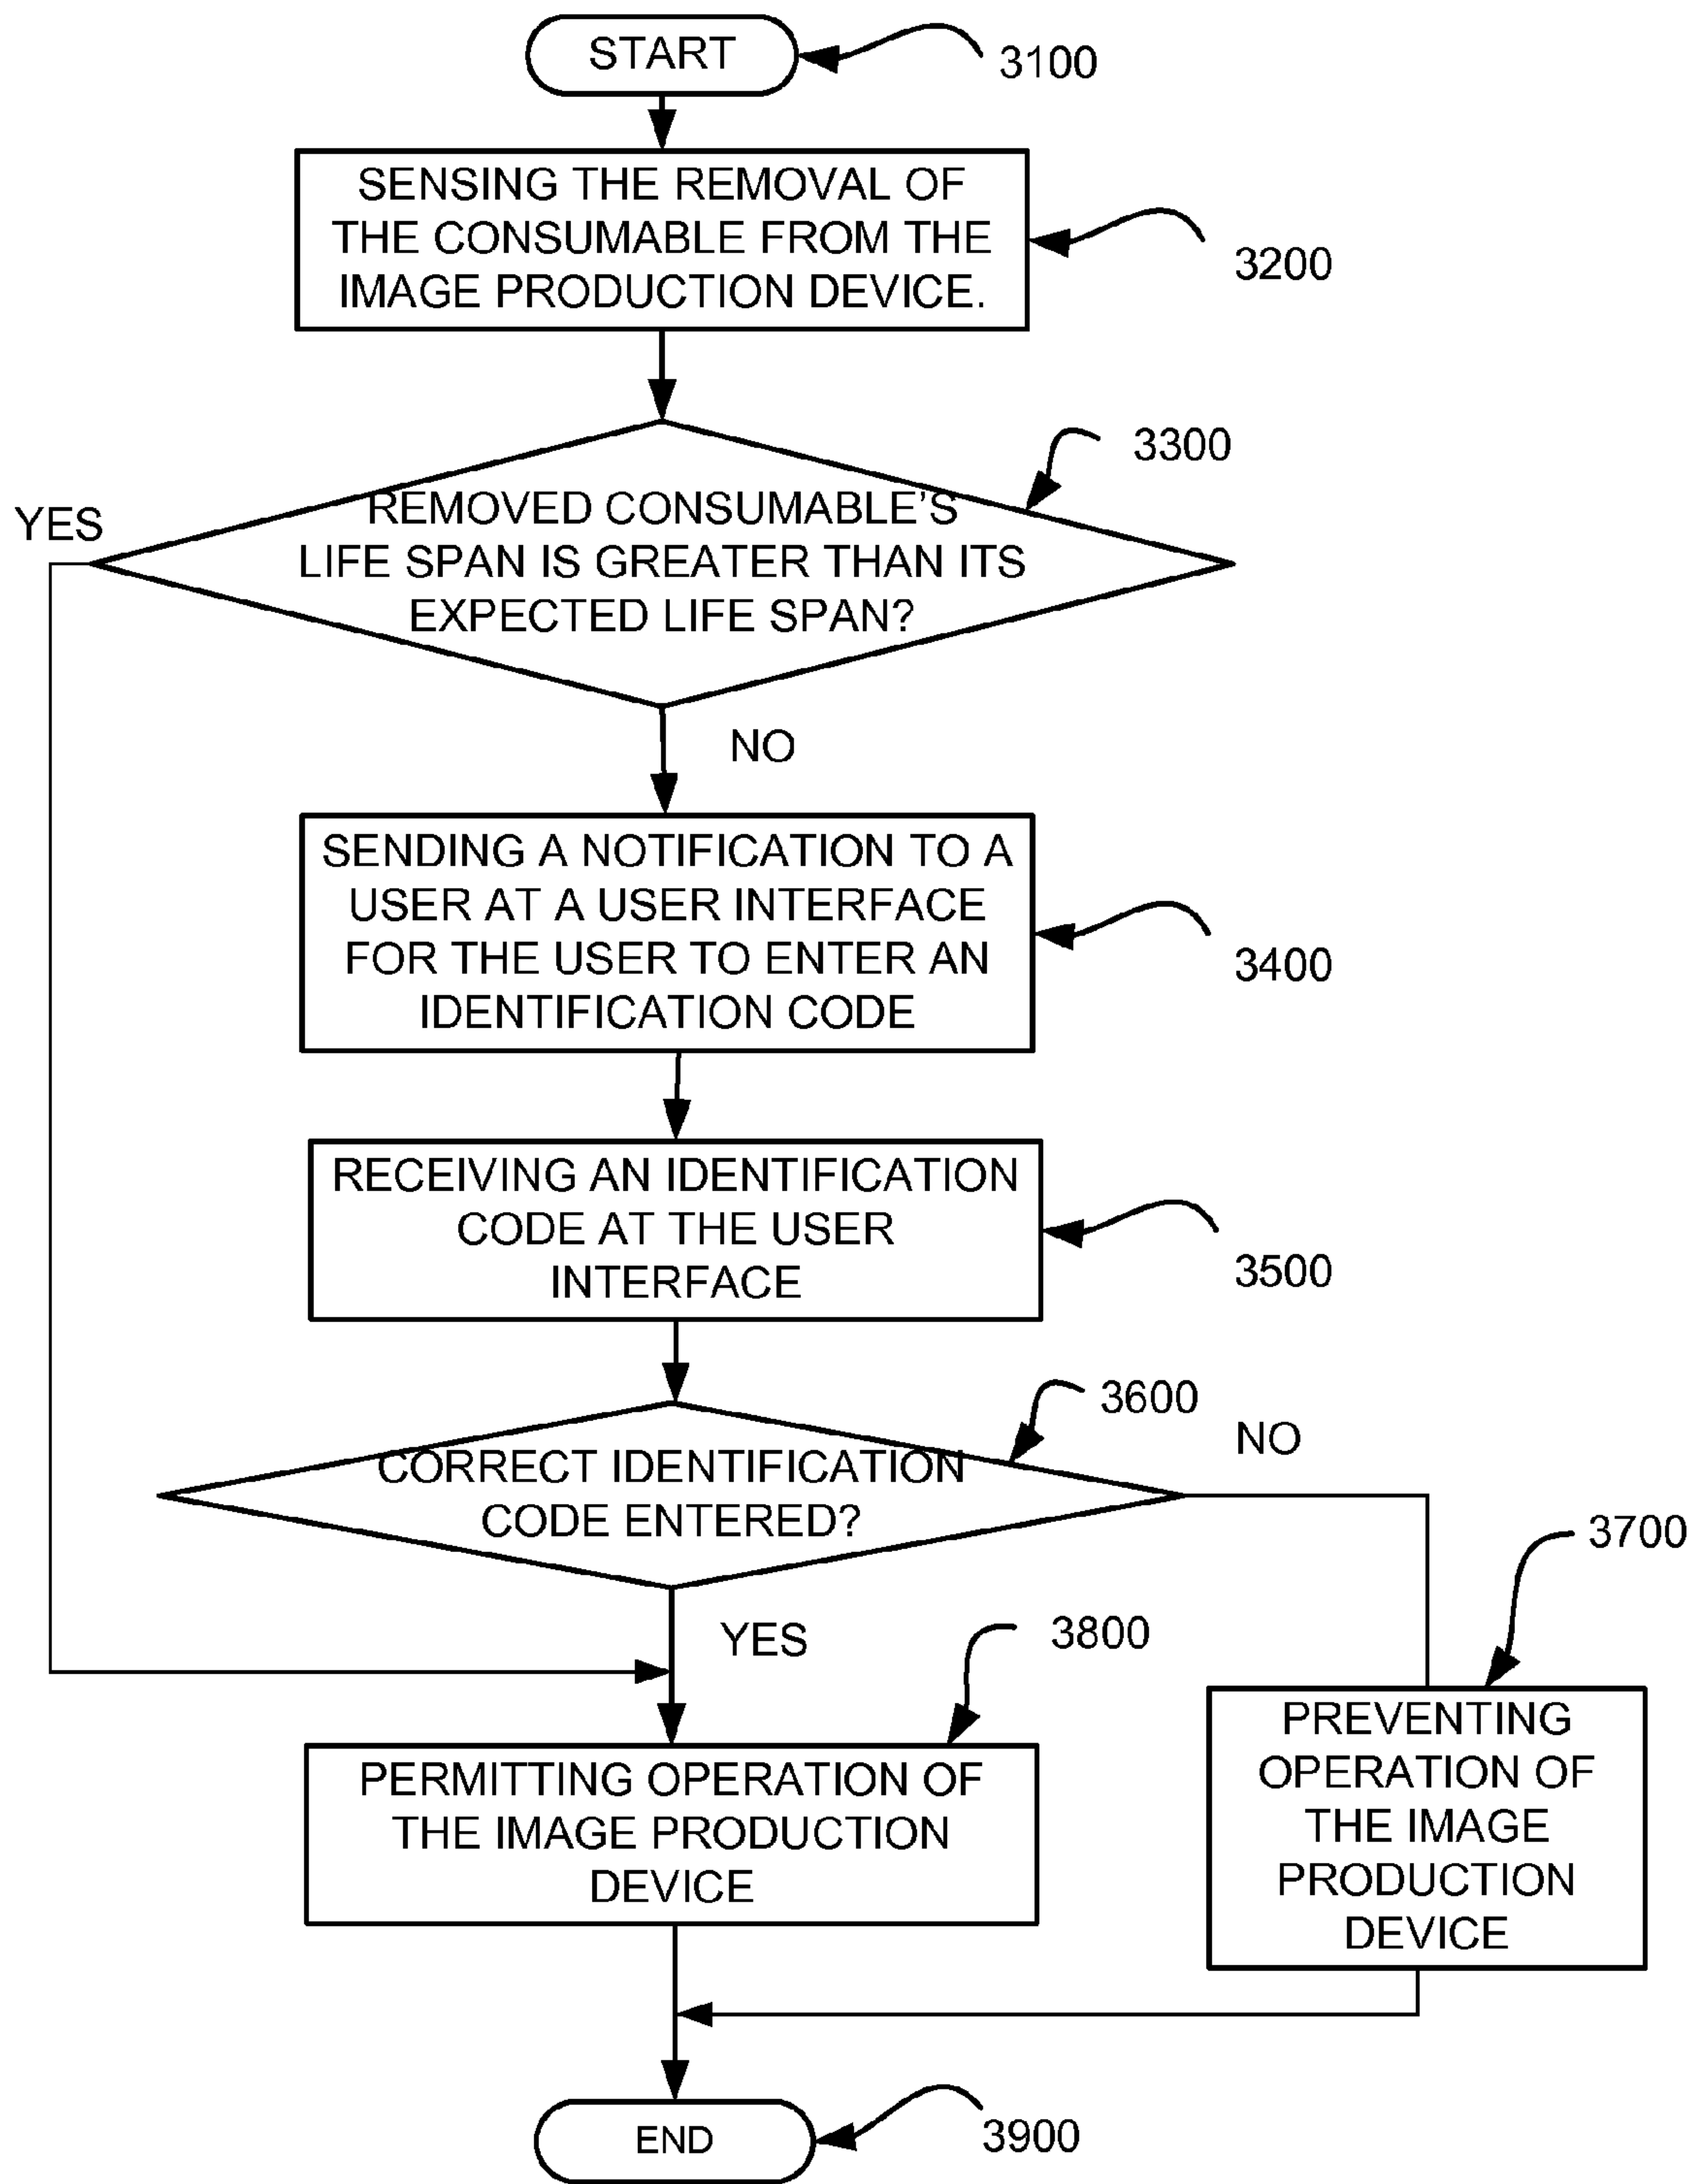 START
3100
SENSING THE REMOVAL OF
THE CONSUMABLE FROM THE
IMAGE PRODUCTION DEVICE.
3200
3300
REMOVED CONSUMABLE'S
LIFE SPAN IS GREATER THAN ITS
EXPECTED LIFE SPAN?
YES
NO
SENDING A NOTIFICATION TO A
USER AT A USER INTERFACE
FOR THE USER TO ENTER AN
IDENTIFICATION CODE
3400
RECEIVING AN IDENTIFICATION
CODE AT THE USER
INTERFACE
3500
3600
CORRECT IDENTIFICATION
CODE ENTERED?
NO
3700
YES
3800
PERMITTING OPERATION OF
THE IMAGE PRODUCTION
DEVICE
PREVENTING
OPERATION OF
THE IMAGE
PRODUCTION
DEVICE
END
3900